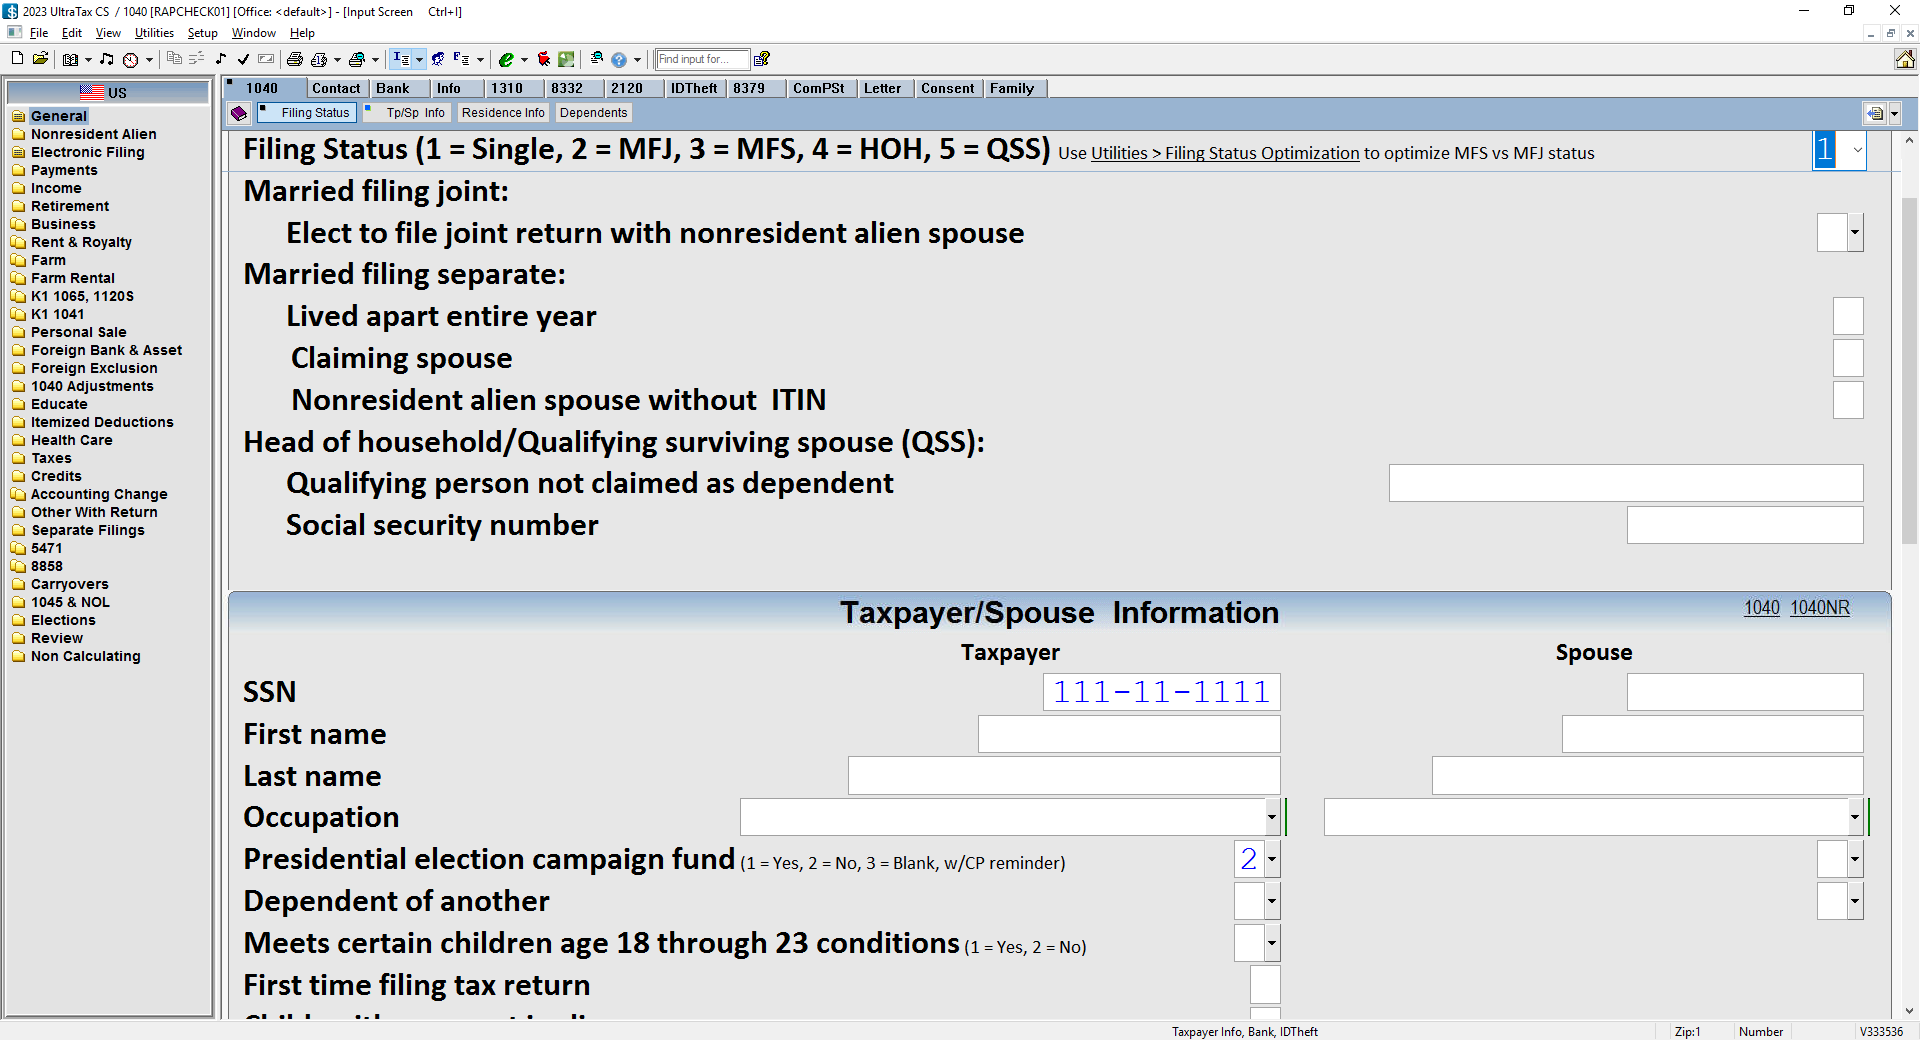 2023 UltraTax CS / 1040 [RAPCHECK01] [Office: <default>] - [Input Screen Ctrl+I]
File Edit View Utilities Setup Window Help
Find input for...
US
General
Nonresident Alien
Electronic Filing
Payments
Income
Retirement
Business
Rent & Royalty
Farm
Farm Rental
K1 1065, 1120S
K1 1041
Personal Sale
Foreign Bank & Asset
Foreign Exclusion
1040 Adjustments
Educate
Itemized Deductions
Health Care
Taxes
Credits
Accounting Change
Other With Return
Separate Filings
5471
8858
Carryovers
1045 & NOL
Elections
Review
Non Calculating
1040 Contact Bank Info 1310 8332 2120 IDTheft 8379 ComPSt Letter Consent Family
Filing Status Tp/Sp Info Residence Info Dependents
Filing Status (1 = Single, 2 = MFJ, 3 = MFS, 4 = HOH, 5 = QSS) Use Utilities > Filing Status Optimization to optimize MFS vs MFJ status 1
Married filing joint:
Elect to file joint return with nonresident alien spouse
Married filing separate:
Lived apart entire year
Claiming spouse
Nonresident alien spouse without ITIN
Head of household/Qualifying surviving spouse (QSS):
Qualifying person not claimed as dependent
Social security number
Taxpayer/Spouse Information 1040 1040NR
Taxpayer Spouse
SSN 111-11-1111
First name
Last name
Occupation
Presidential election campaign fund (1 = Yes, 2 = No, 3 = Blank, w/CP reminder) 2
Dependent of another
Meets certain children age 18 through 23 conditions (1 = Yes, 2 = No)
First time filing tax return
Taxpayer Info, Bank, IDTheft Zip:1 Number V333536